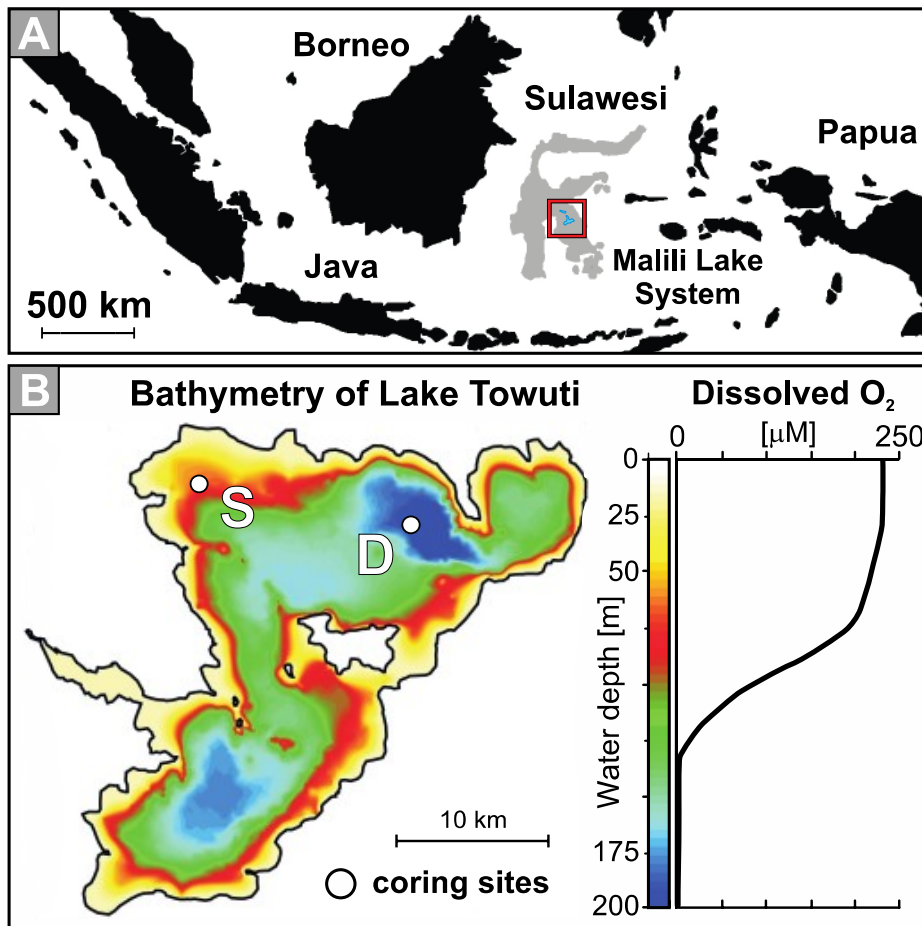 A
Borneo
Sulawesi
Papua
Java
Malili Lake
System
500 km
B
Bathymetry of Lake Towuti
Dissolved O₂
[µM]
0
250
S
D
Water depth [m]
0
25
50
175
200
10 km
coring sites